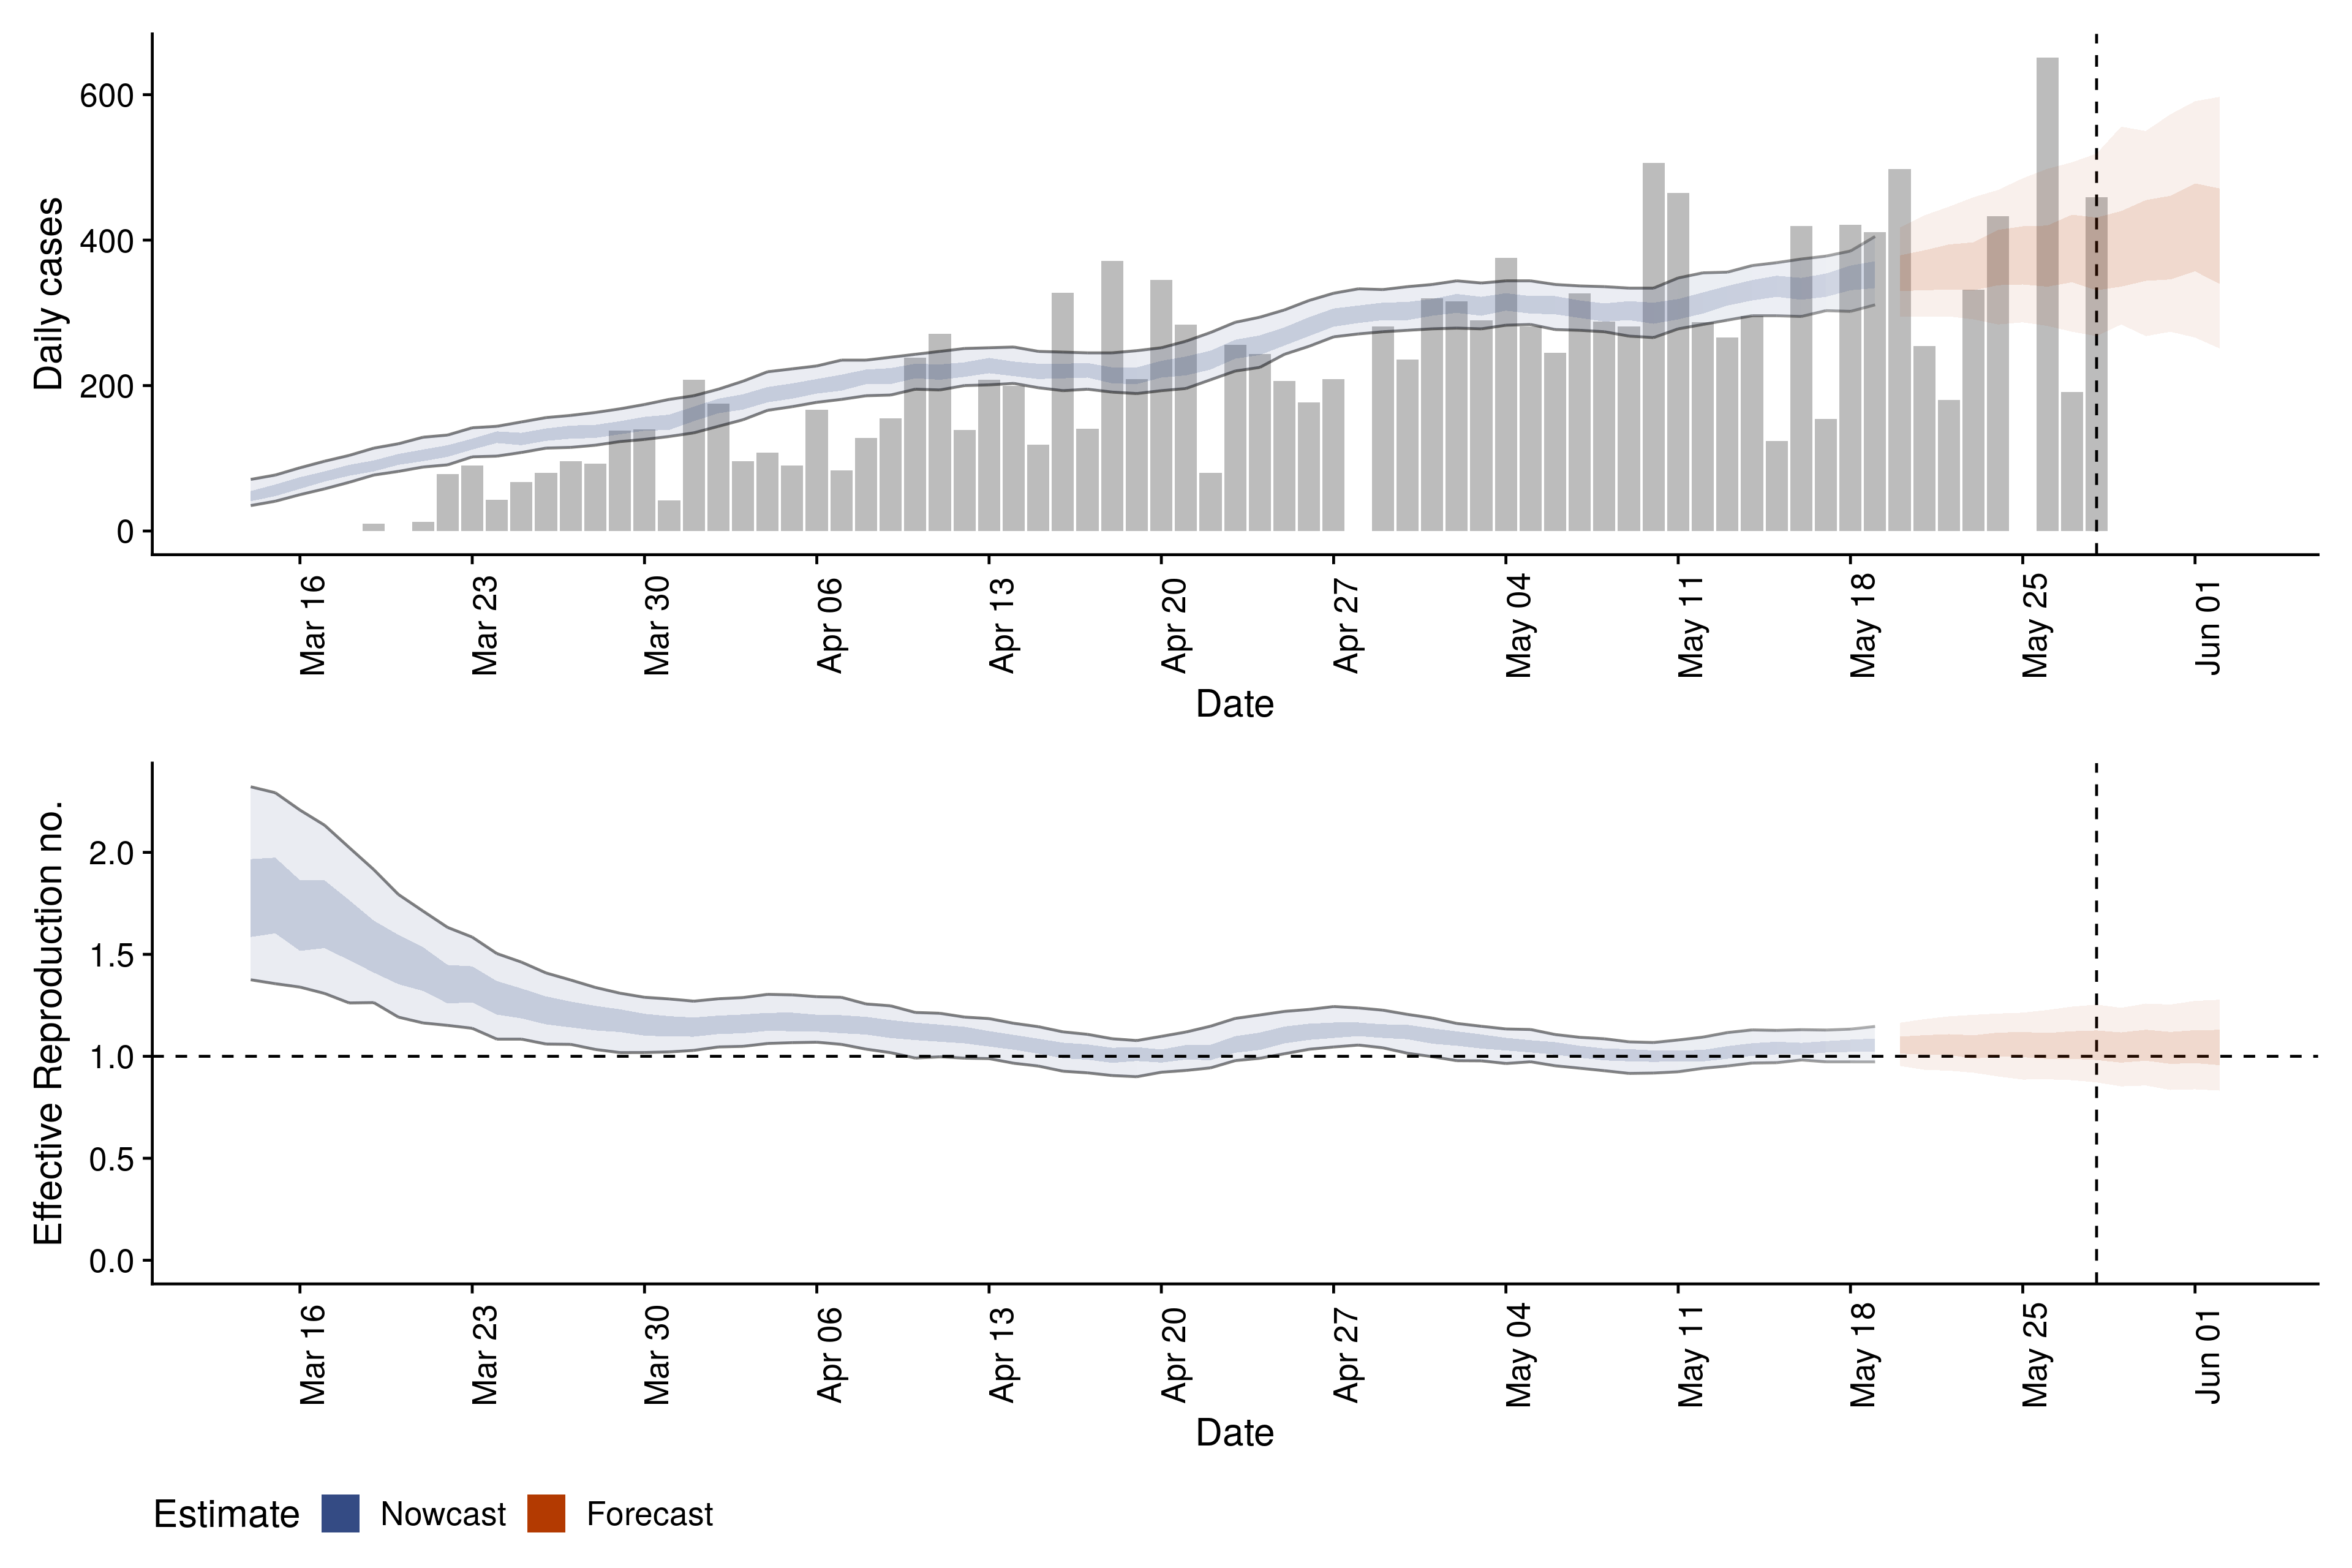 Daily cases
600
400
200
0
Mar 16
Mar 23
Mar 30
Apr 06
Apr 13
Apr 20
Apr 27
May 04
May 11
May 18
May 25
Jun 01
Date
Effective Reproduction no.
2.0
1.5
1.0
0.5
0.0
Mar 16
Mar 23
Mar 30
Apr 06
Apr 13
Apr 20
Apr 27
May 04
May 11
May 18
May 25
Jun 01
Date
Estimate Nowcast Forecast